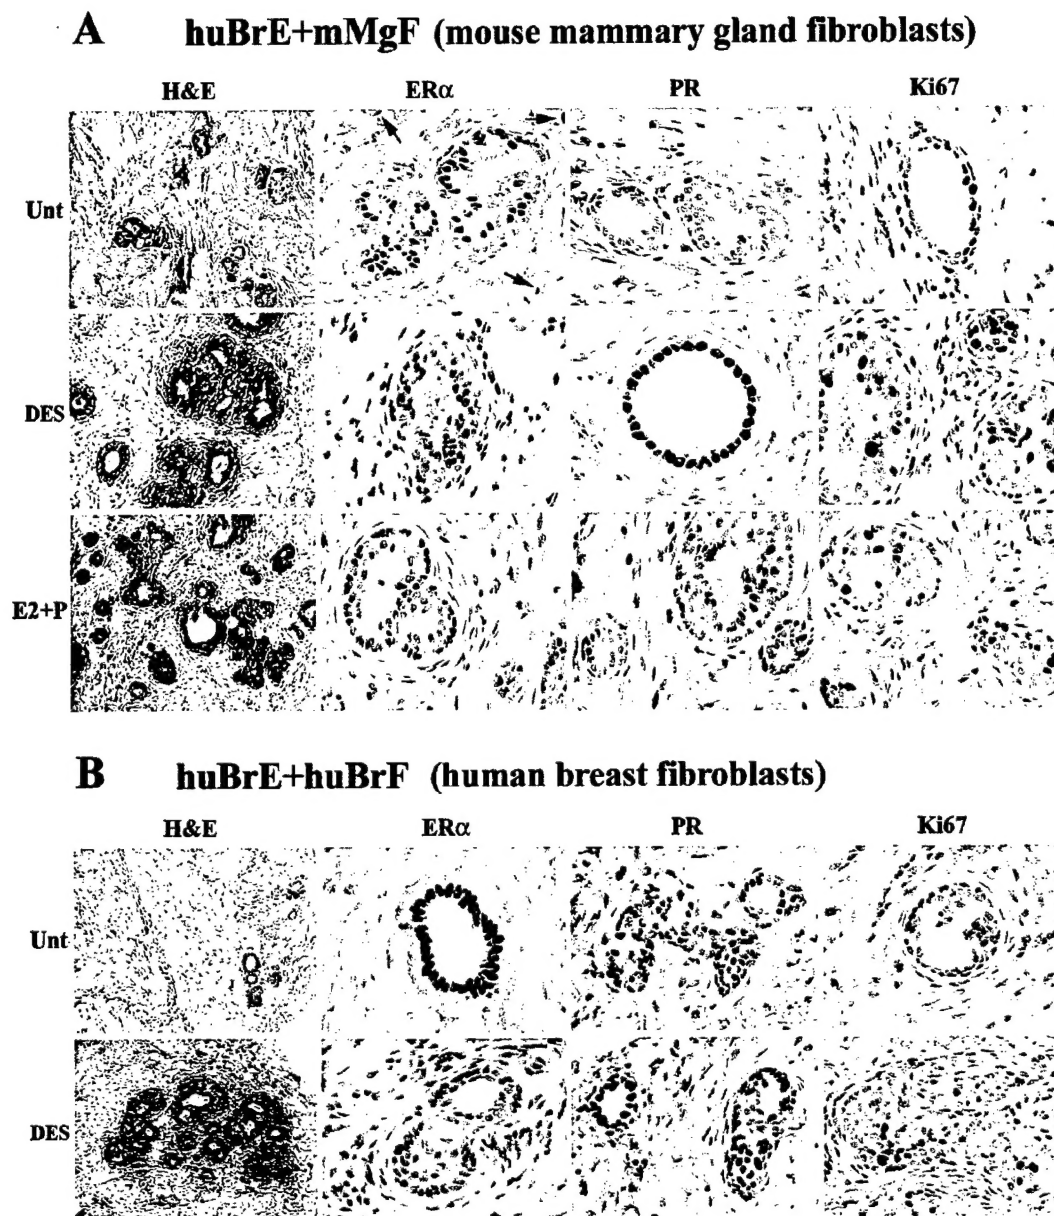 A huBrE+mMgF (mouse mammary gland fibroblasts)
H&E ERα PR Ki67
Unt
DES
E2+P
B huBrE+huBrF (human breast fibroblasts)
H&E ERα PR Ki67
Unt
DES